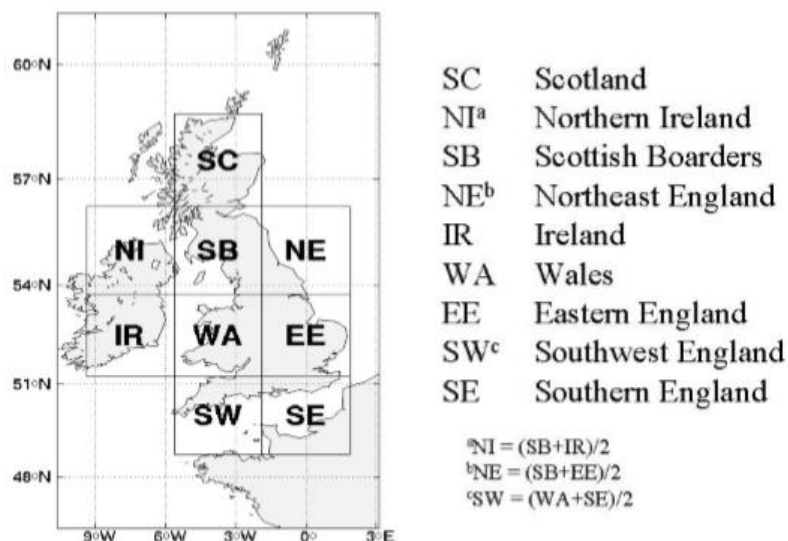 60°N
57°N
54°N
51°N
48°N
9°W 6°W 3°W 0°W 3°E
SC
NI SB NE
IR WA EE
SW SE
SC Scotland
NIᵃ Northern Ireland
SB Scottish Boarders
NEᵇ Northeast England
IR Ireland
WA Wales
EE Eastern England
SWᶜ Southwest England
SE Southern England
ᵃNI = (SB+IR)/2
ᵇNE = (SB+EE)/2
ᶜSW = (WA+SE)/2